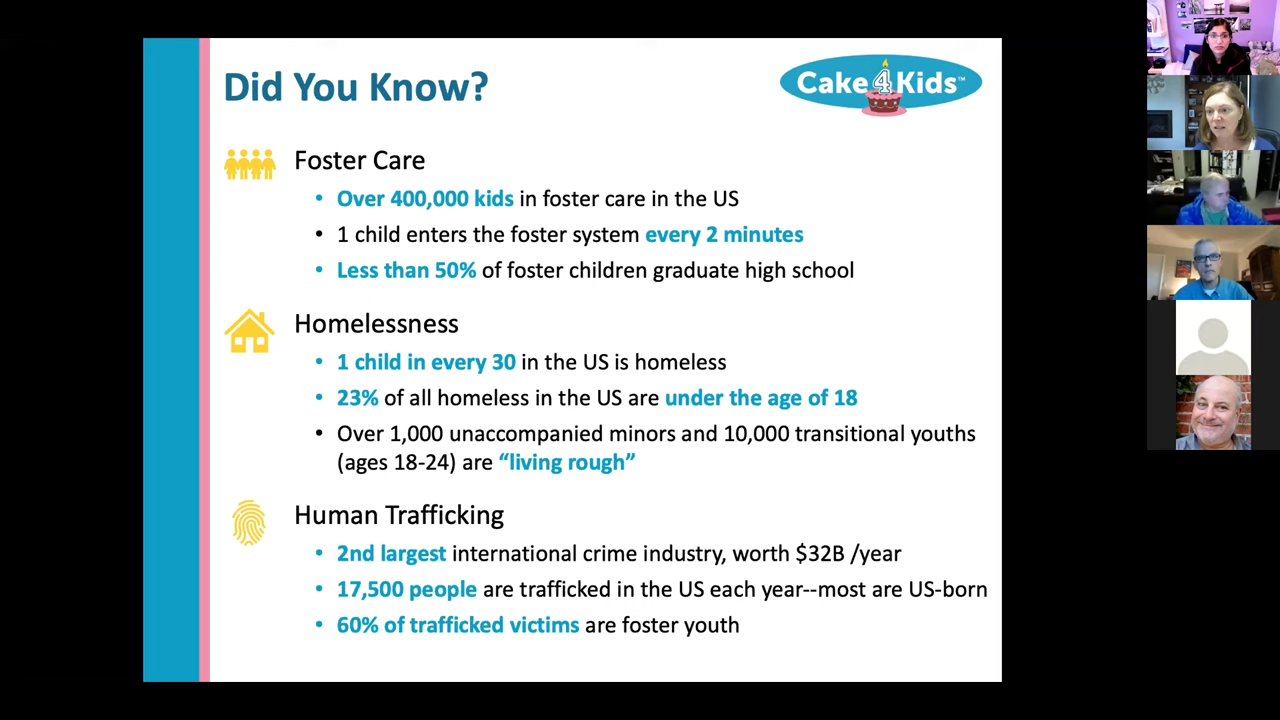 Did You Know?
Cake4Kids™
Foster Care
• Over 400,000 kids in foster care in the US
• 1 child enters the foster system every 2 minutes
• Less than 50% of foster children graduate high school
Homelessness
• 1 child in every 30 in the US is homeless
• 23% of all homeless in the US are under the age of 18
• Over 1,000 unaccompanied minors and 10,000 transitional youths
(ages 18-24) are “living rough”
Human Trafficking
• 2nd largest international crime industry, worth $32B /year
• 17,500 people are trafficked in the US each year--most are US-born
• 60% of trafficked victims are foster youth